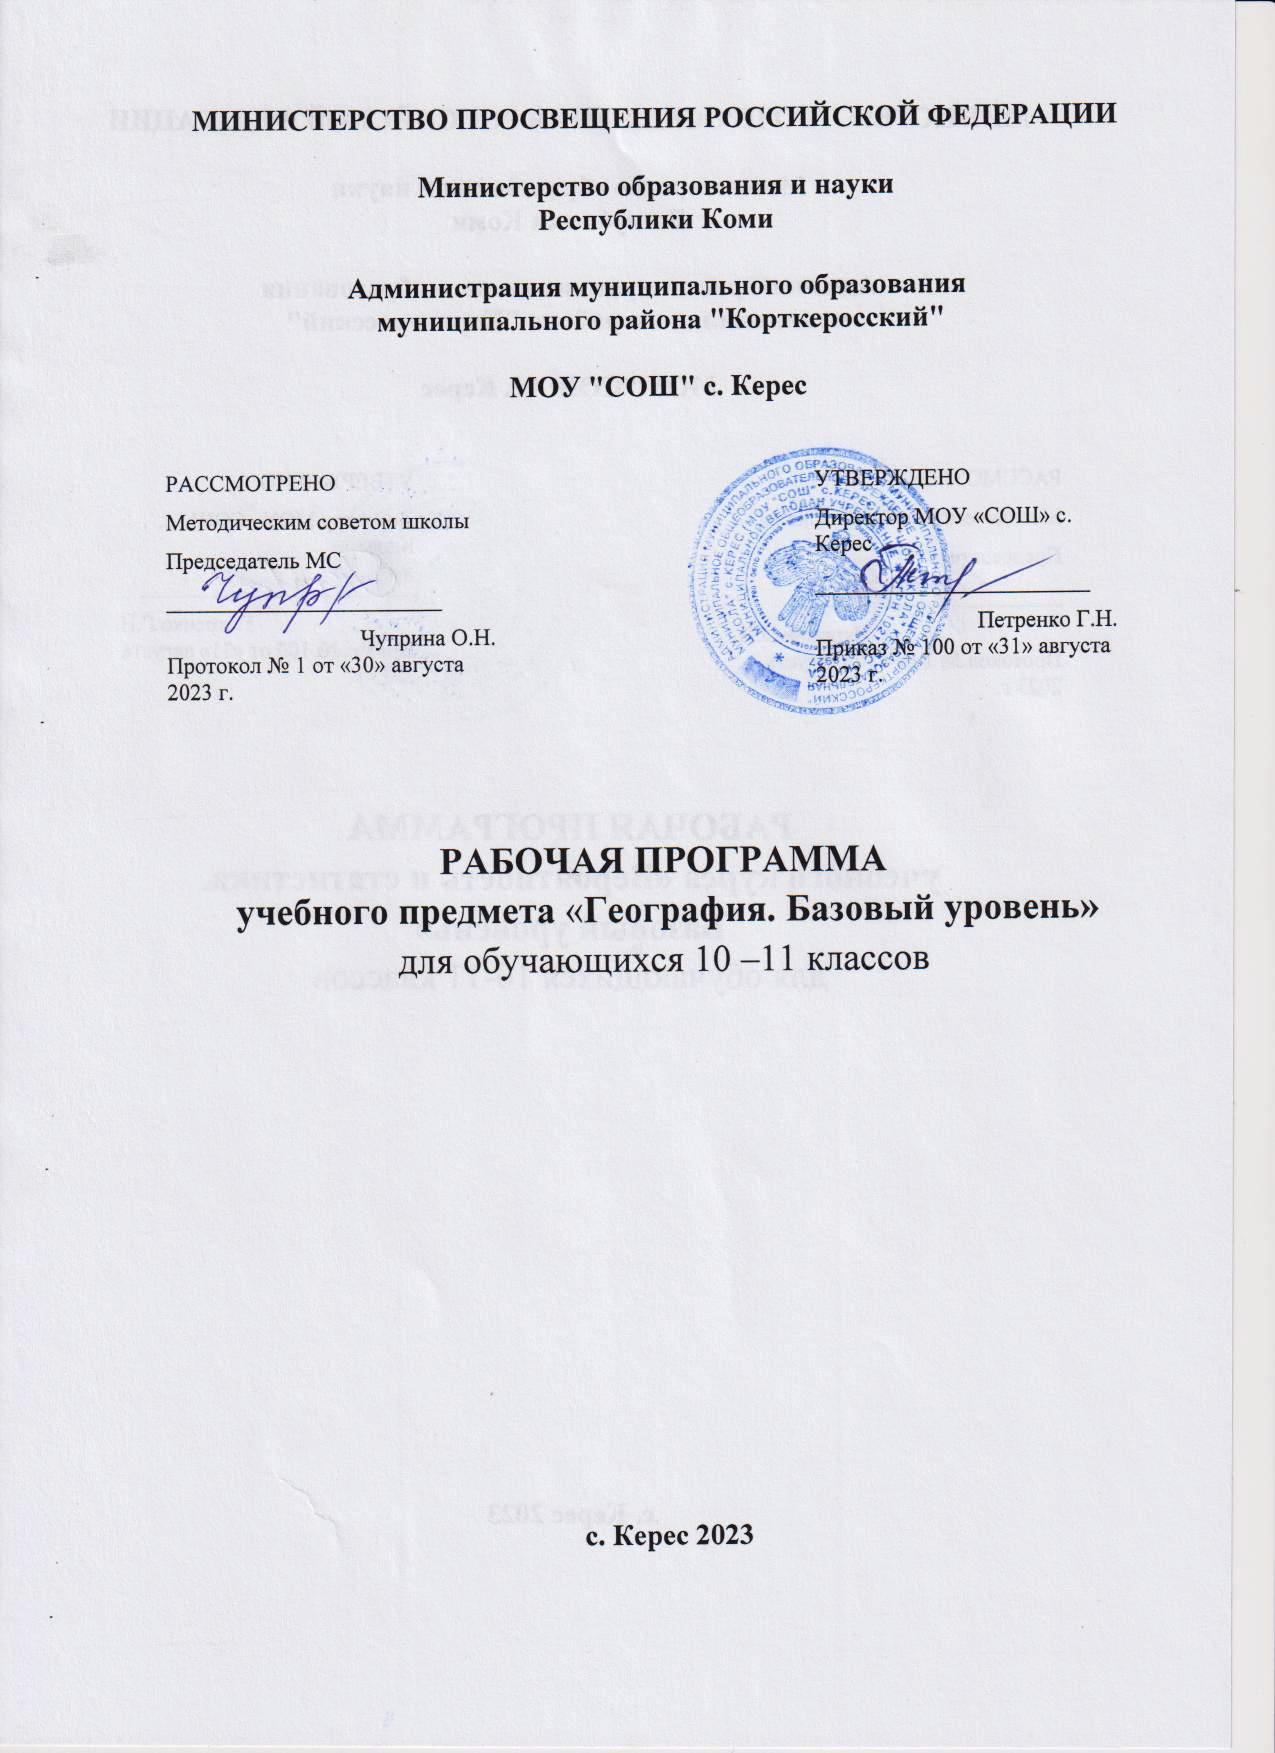 МИНИСТЕРСТВО ПРОСВЕЩЕНИЯ РОССИЙСКОЙ ФЕДЕРАЦИИ
Министерство образования и науки
Республики Коми
Администрация муниципального образования
муниципального района "Корткеросский"
МОУ "СОШ" с. Керес
РАССМОТРЕНО
Методическим советом школы
Председатель МС
Чупр
Чуприна О.Н.
Протокол № 1 от «30» августа
2023 г.
УТВЕРЖДЕНО
Директор МОУ «СОШ» с.
Керес
Петренко Г.Н.
Приказ № 100 от «31» августа
2023 г.
РАБОЧАЯ ПРОГРАММА
учебного предмета «География. Базовый уровень»
для обучающихся 10 –11 классов
с. Керес 2023